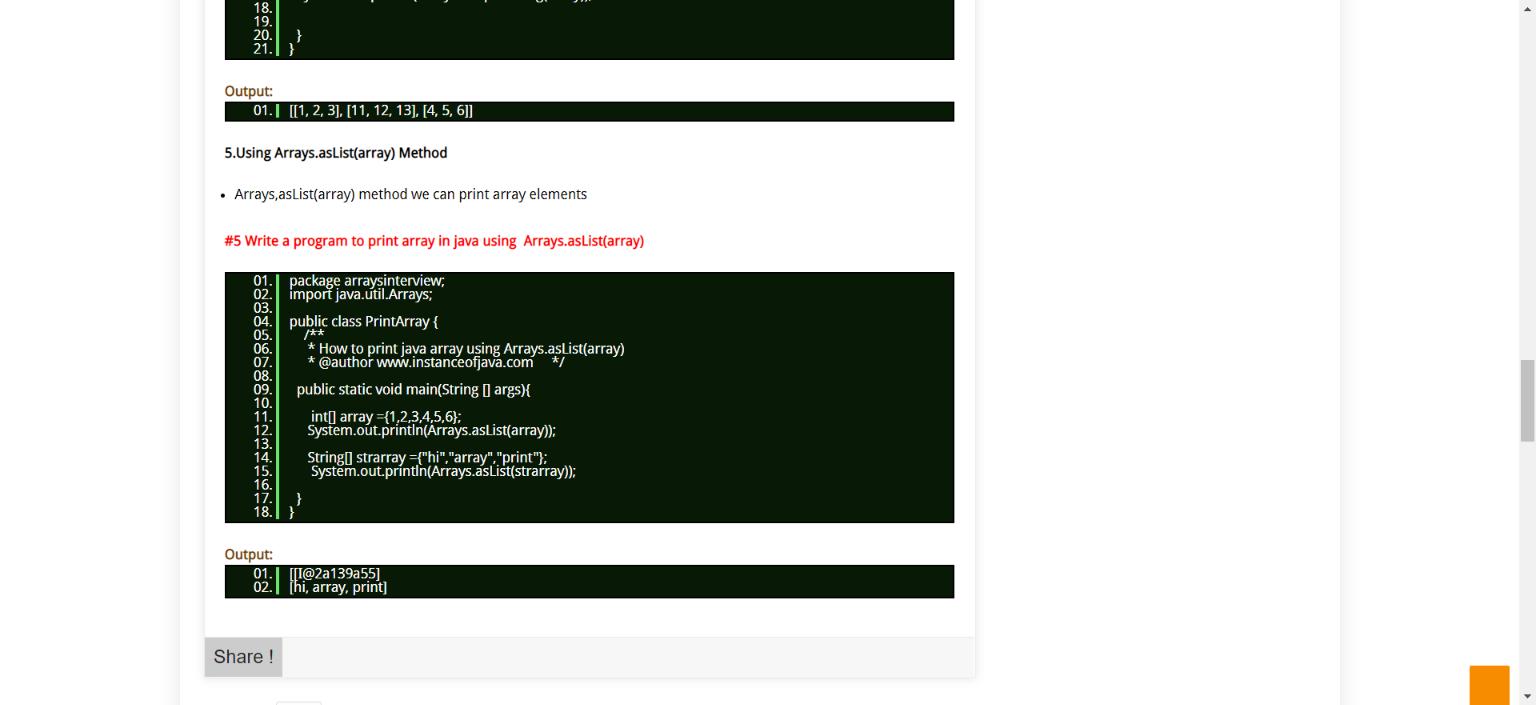 18.
19.
20. }
21. }
Output:
01. [[1, 2, 3], [11, 12, 13], [4, 5, 6]]
5.Using Arrays.asList(array) Method
• Arrays,asList(array) method we can print array elements
#5 Write a program to print array in java using  Arrays.asList(array)
01. package arraysinterview;
02. import java.util.Arrays;
03.
04. public class PrintArray {
05. /**
06. * How to print java array using Arrays.asList(array)
07. * @author www.instanceofjava.com    */
08.
09. public static void main(String [] args){
10.
11. int[] array ={1,2,3,4,5,6};
12. System.out.println(Arrays.asList(array));
13.
14. String[] strarray ={"hi","array","print"};
15. System.out.println(Arrays.asList(strarray));
16.
17. }
18. }
Output:
01. [[I@2a139a55]
02. [hi, array, print]
Share !